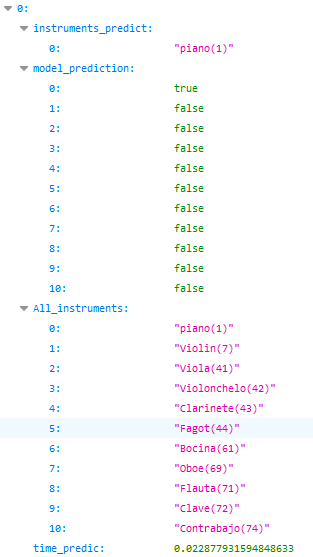 0:
instruments_predict:
0: "piano(1)"
model_prediction:
0: true
1: false
2: false
3: false
4: false
5: false
6: false
7: false
8: false
9: false
10: false
All_instruments:
0: "piano(1)"
1: "Violin(7)"
2: "Viola(41)"
3: "Violonchelo(42)"
4: "Clarinete(43)"
5: "Fagot(44)"
6: "Bocina(61)"
7: "Oboe(69)"
8: "Flauta(71)"
9: "Clave(72)"
10: "Contrabajo(74)"
time_predic: 0.022877931594848633